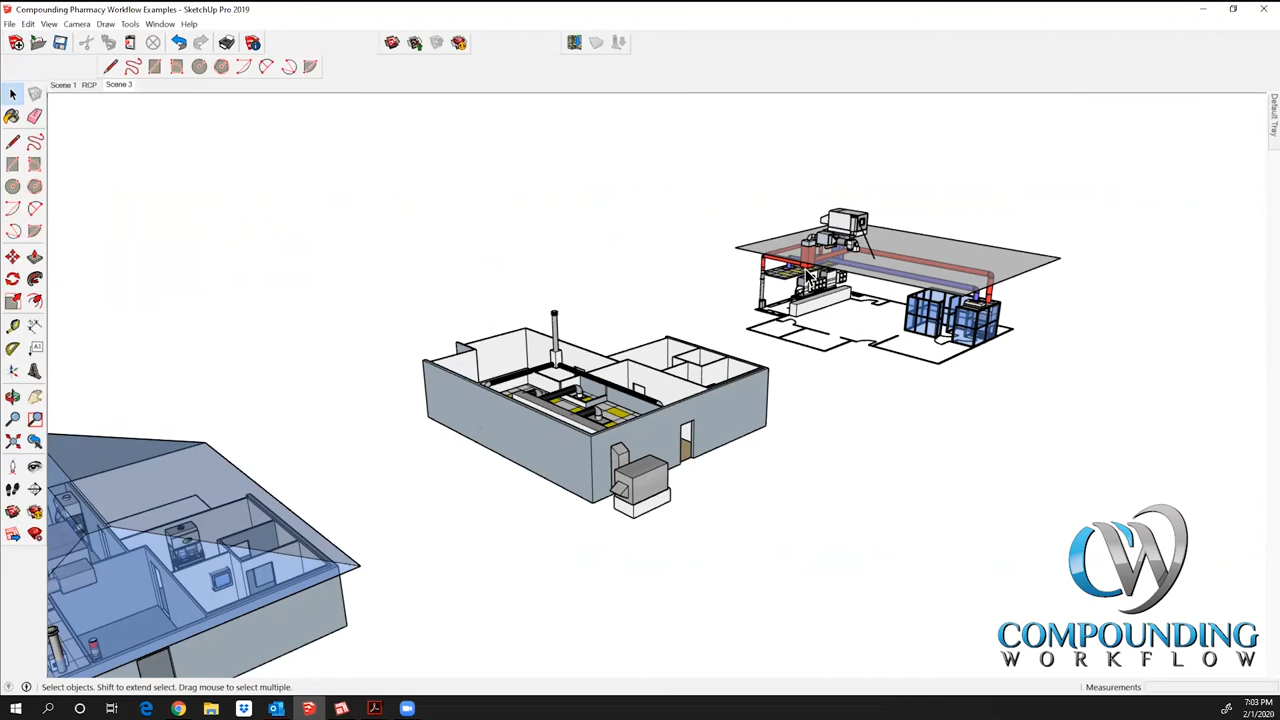 Compounding Pharmacy Workflow Examples - SketchUp Pro 2019
File Edit View Camera Draw Tools Window Help
Scene 1 RCP Scene 3
Default Tray
A1
COMPOUNDING
WORKFLOW
Select objects. Shift to extend select. Drag mouse to select multiple.
Measurements
7:03 PM
2/1/2020